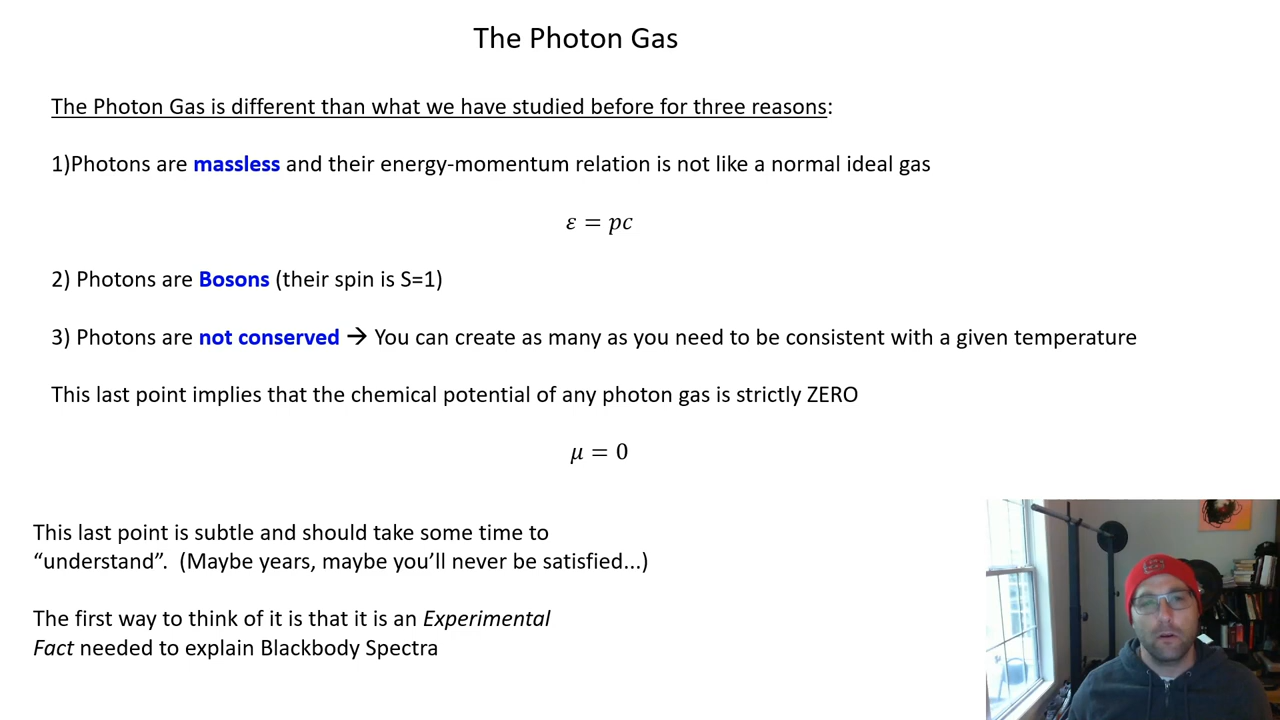 The Photon Gas
The Photon Gas is different than what we have studied before for three reasons:
1)Photons are massless and their energy-momentum relation is not like a normal ideal gas
ε = pc
2) Photons are Bosons (their spin is S=1)
3) Photons are not conserved → You can create as many as you need to be consistent with a given temperature
This last point implies that the chemical potential of any photon gas is strictly ZERO
μ = 0
This last point is subtle and should take some time to
“understand”. (Maybe years, maybe you’ll never be satisfied...)
The first way to think of it is that it is an Experimental
Fact needed to explain Blackbody Spectra